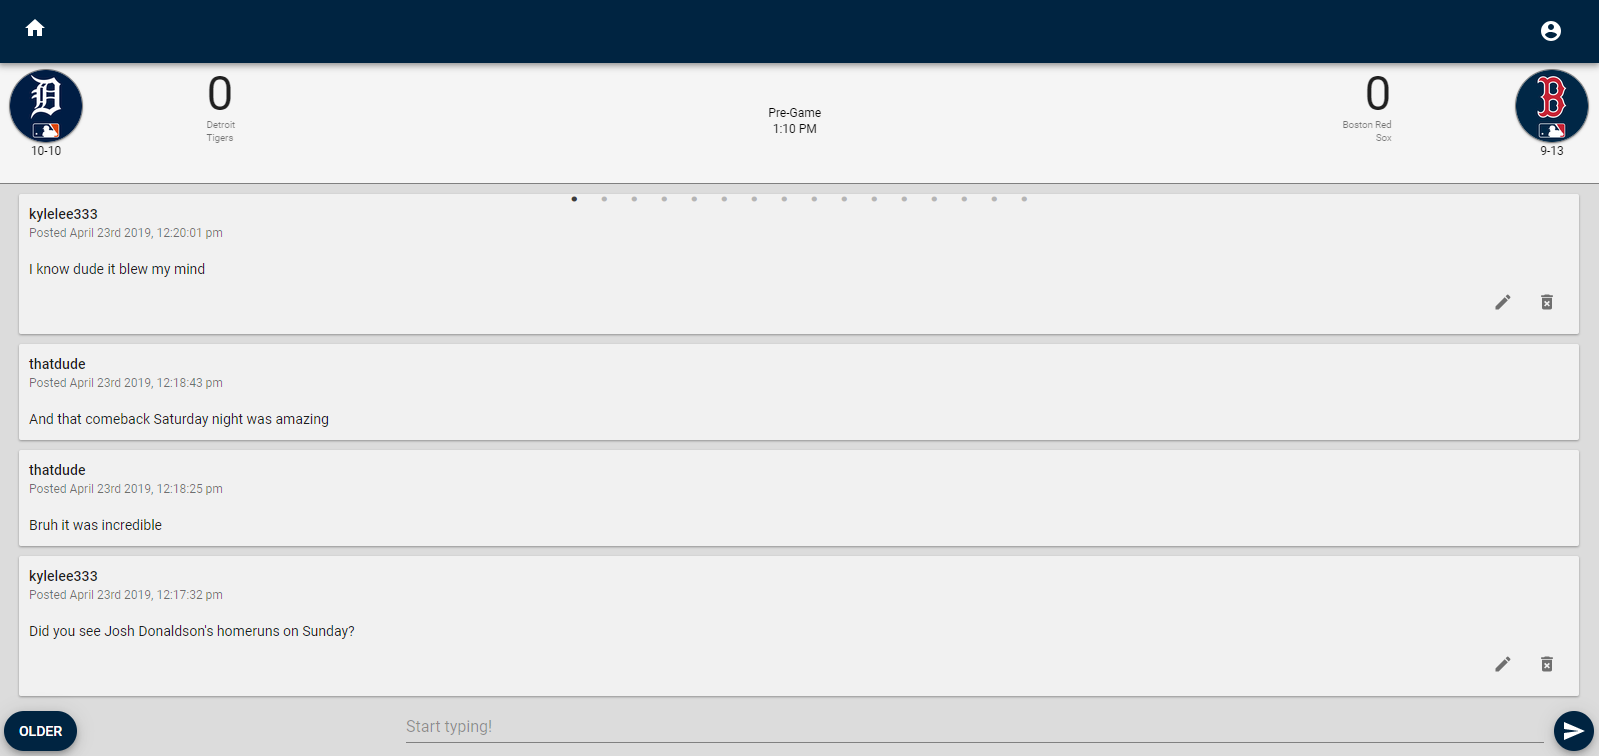 0
Detroit
Tigers
10-10
Pre-Game
1:10 PM
0
Boston Red
Sox
B
9-13
kylelee333
Posted April 23rd 2019, 12:20:01 pm
I know dude it blew my mind
thatdude
Posted April 23rd 2019, 12:18:43 pm
And that comeback Saturday night was amazing
thatdude
Posted April 23rd 2019, 12:18:25 pm
Bruh it was incredible
kylelee333
Posted April 23rd 2019, 12:17:32 pm
Did you see Josh Donaldson's homeruns on Sunday?
OLDER
Start typing!